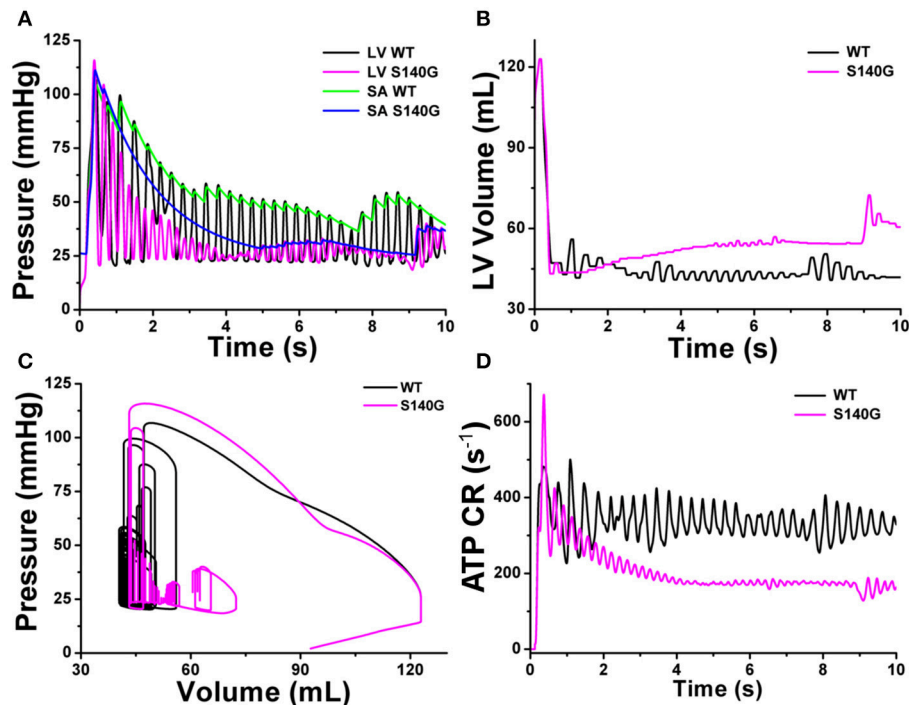 A
Pressure (mmHg)
125
100
75
50
25
0
LV WT
LV S140G
SA WT
SA S140G
0 2 4 6 8 10
Time (s)
B
LV Volume (mL)
120
90
60
30
WT
S140G
0 2 4 6 8 10
Time (s)
C
Pressure (mmHg)
125
100
75
50
25
0
WT
S140G
30 60 90 120
Volume (mL)
D
ATP CR (s⁻¹)
600
400
200
0
WT
S140G
0 2 4 6 8 10
Time (s)